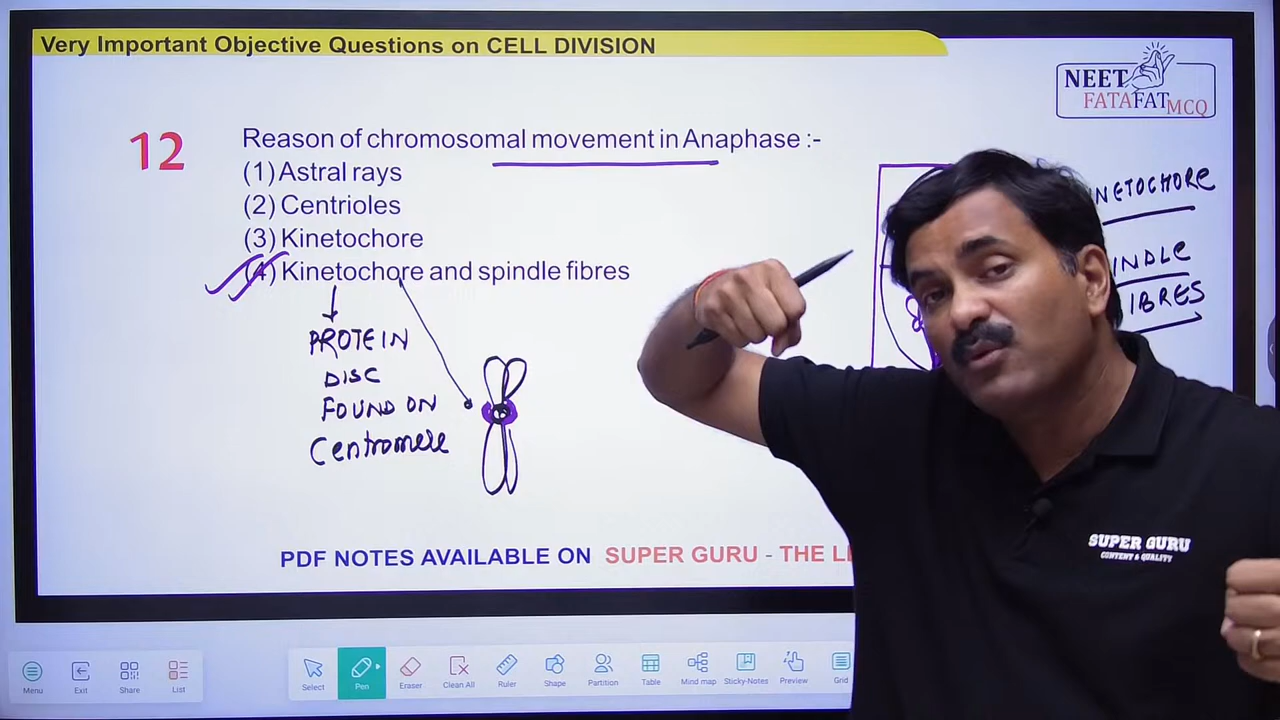 Very Important Objective Questions on CELL DIVISION
NEET
FATAFAT MCQ
12
Reason of chromosomal movement in Anaphase :-
(1) Astral rays
(2) Centrioles
(3) Kinetochore
(4) Kinetochore and spindle fibres
PROTEIN
DISC
FOUND ON
Centromere
NETOCHORE
INDLE
IBRES
PDF NOTES AVAILABLE ON SUPER GURU - THE
SUPER GURU
CONTENT & QUALITY
Menu
Exit
Share
List
Select
Pen
Eraser
Clean All
Ruler
Shape
Partition
Table
Mind map
Sticky-Notes
Preview
Grid